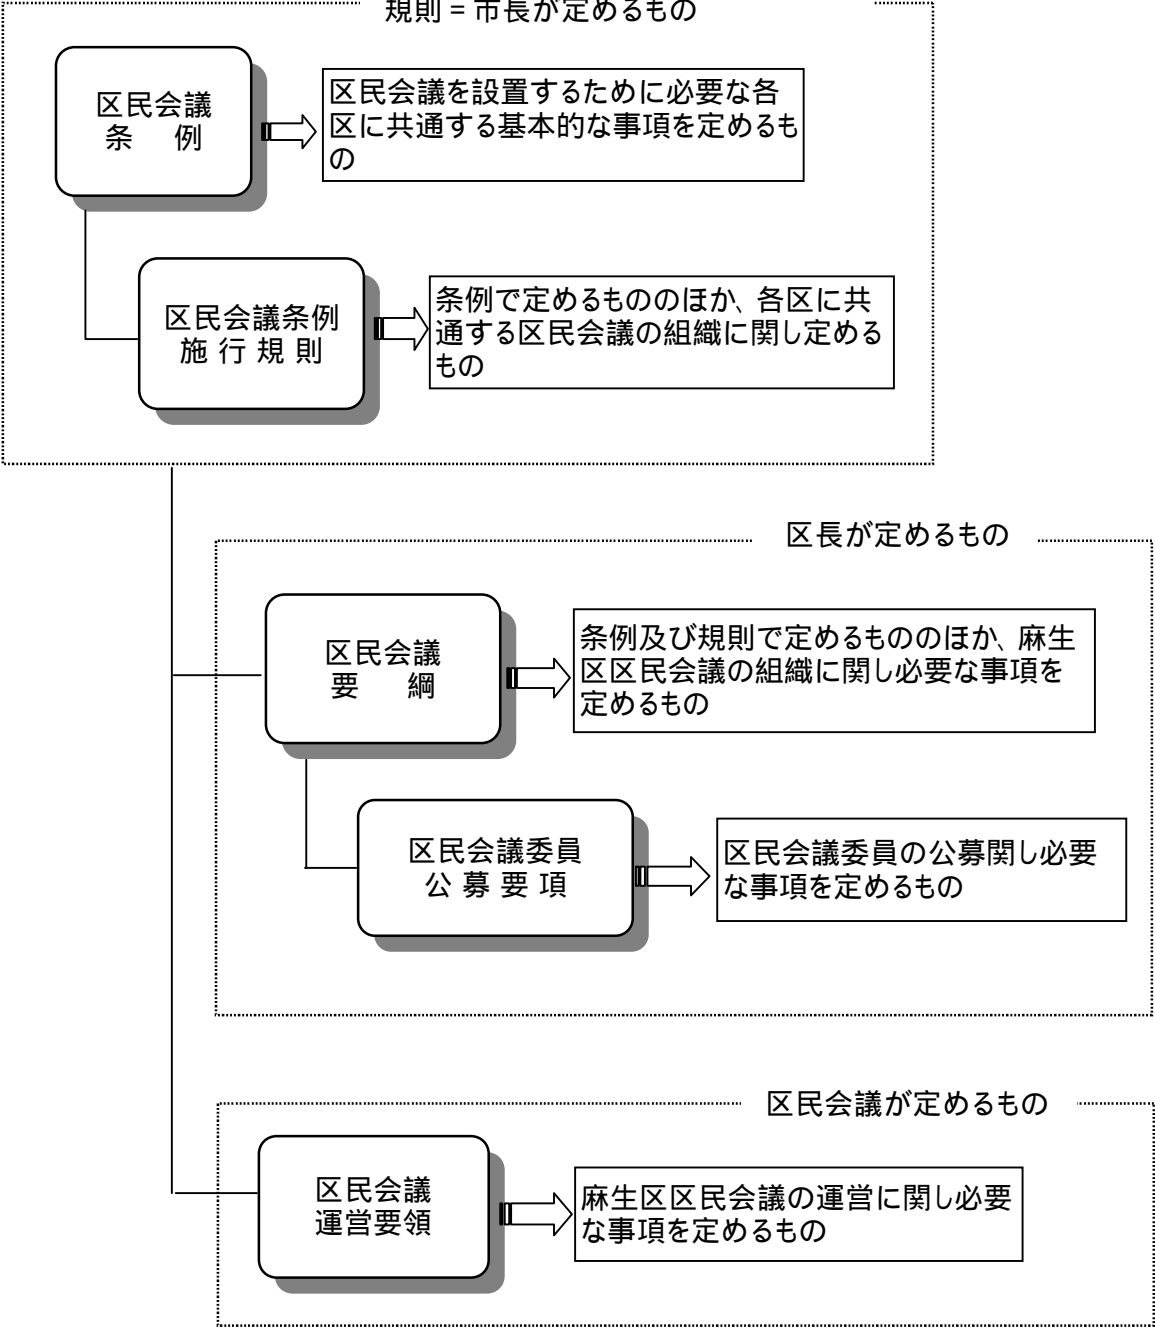 規則＝市長が定めるもの
区民会議
条　例
区民会議を設置するために必要な各
区に共通する基本的な事項を定めるも
の
区民会議条例
施行規則
条例で定めるもののほか、各区に共
通する区民会議の組織に関し定める
もの
区長が定めるもの
区民会議
要　綱
条例及び規則で定めるもののほか、麻生
区区民会議の組織に関し必要な事項を
定めるもの
区民会議委員
公募要項
区民会議委員の公募関し必要
な事項を定めるもの
区民会議が定めるもの
区民会議
運営要領
麻生区区民会議の運営に関し必要
な事項を定めるもの